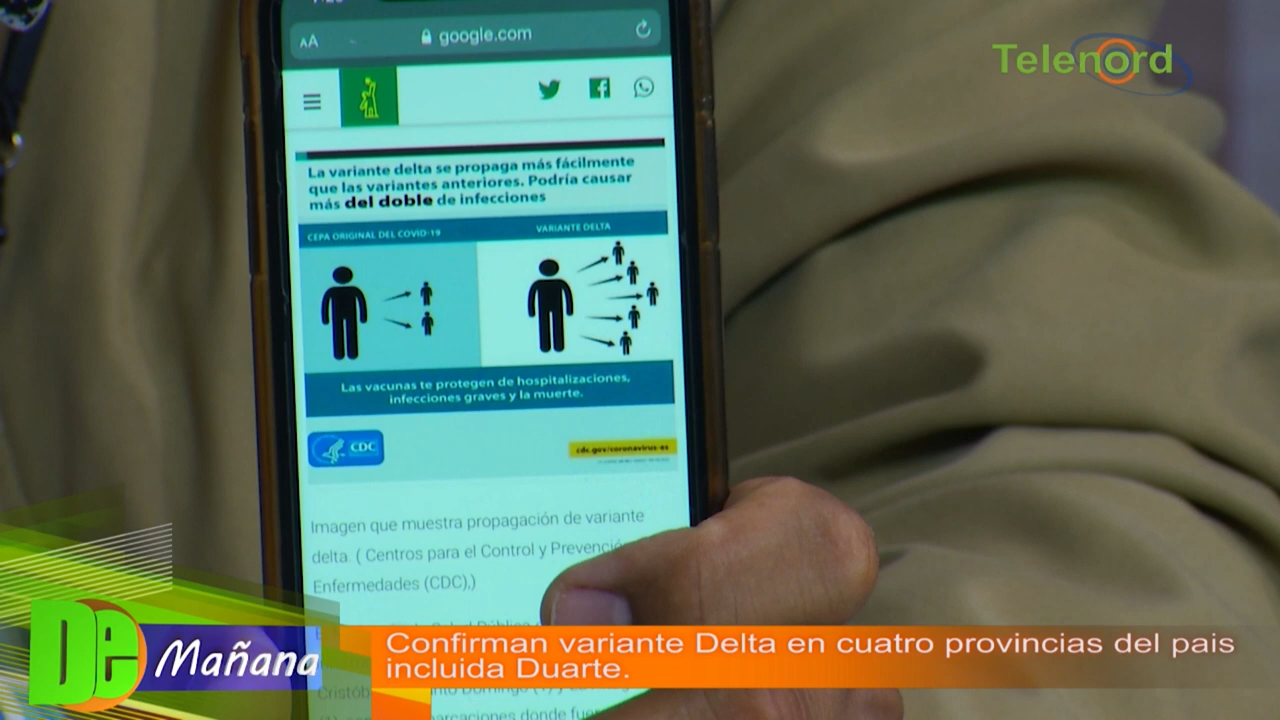 AA
google.com
Telenord
La variante delta se propaga más fácilmente
que las variantes anteriores. Podría causar
más del doble de infecciones
CEPA ORIGINAL DEL COVID-19
VARIANTE DELTA
Las vacunas te protegen de hospitalizaciones,
infecciones graves y la muerte.
CDC
cdc.gov/coronavirus-es
Imagen que muestra propagación de variante
delta. ( Centros para el Control y Prevención
Enfermedades (CDC),)
De Mañana
Confirman variante Delta en cuatro provincias del pais
incluida Duarte.